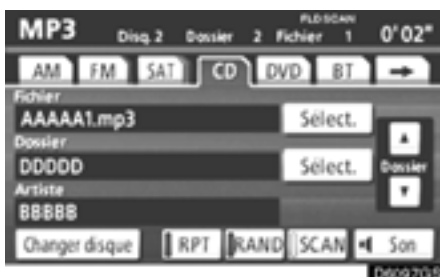 FLD.SCAN
MP3 Disq. 2 Dossier 2 Fichier 1 0'02"
AM FM SAT CD DVD BT
Fichier
AAAAA1.mp3 Sélect.
Dossier
DDDDD Sélect. Dossier
Artiste
BBBBB
Changer disque RPT RAND SCAN Son